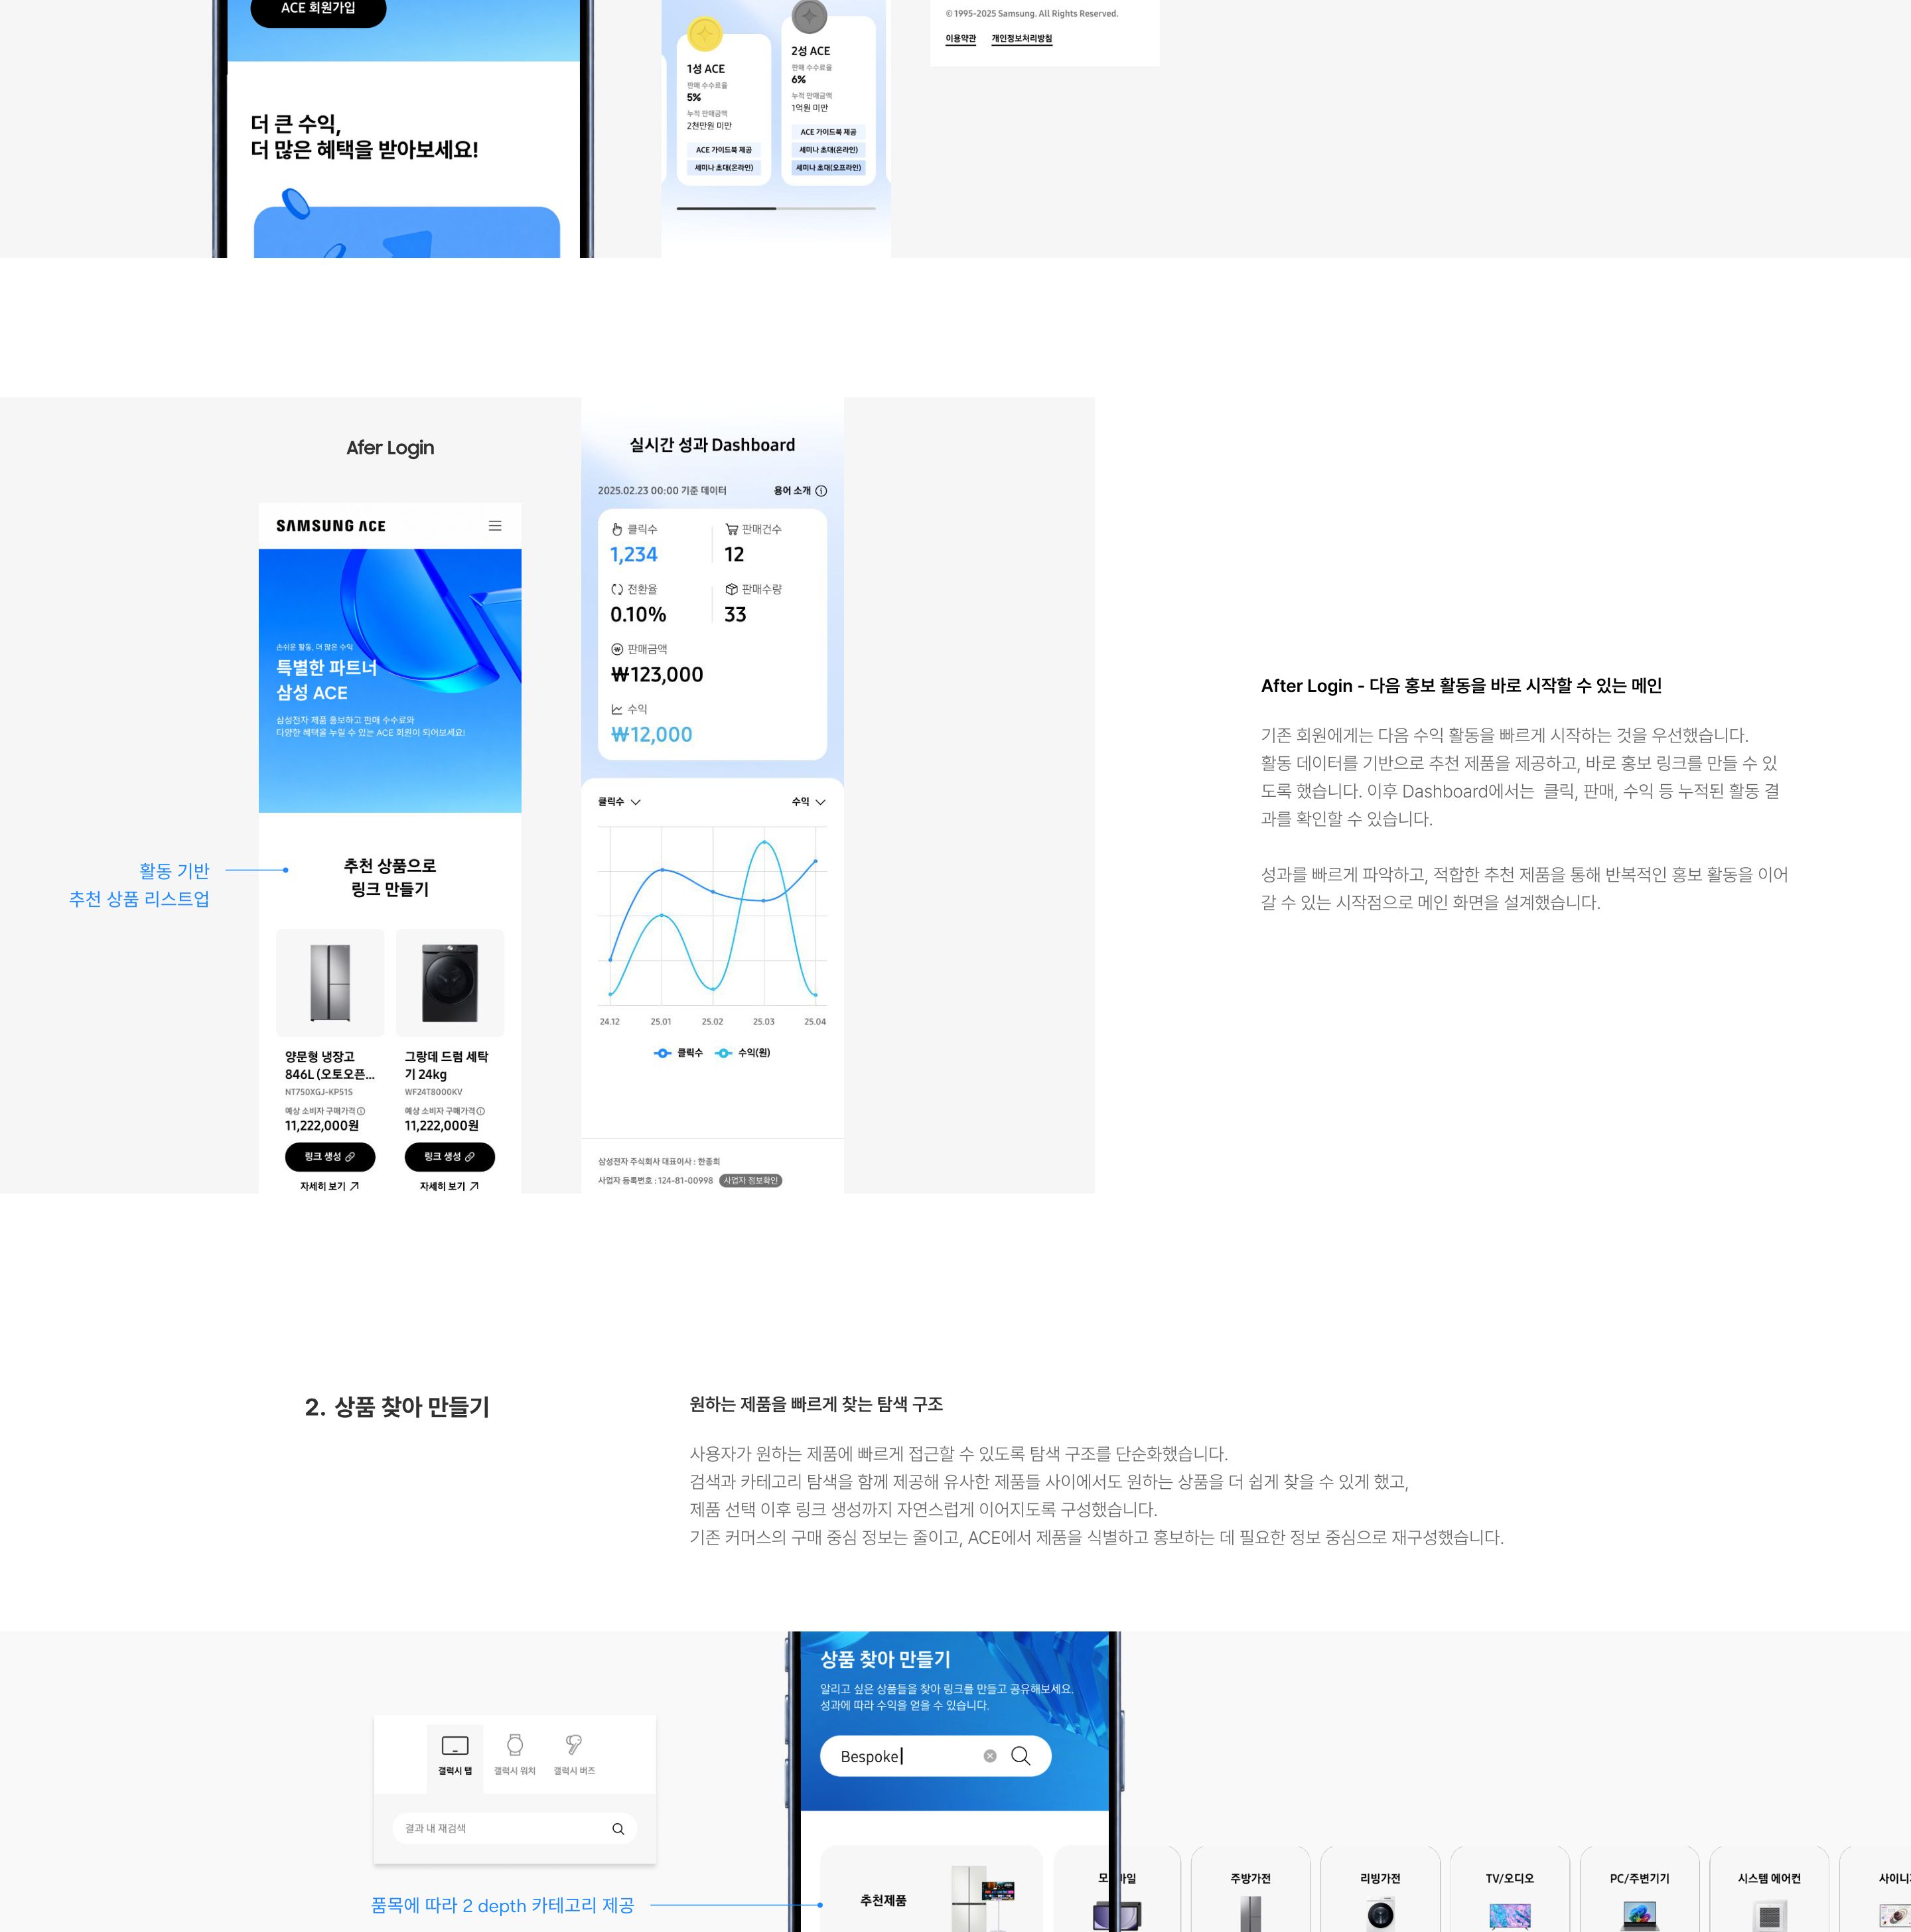 ACE 회원가입
더 큰 수익,
더 많은 혜택을 받아보세요!
1성 ACE
판매 수수료율
5%
누적 판매금액
2천만원 미만
ACE 가이드북 제공
세미나 초대(온라인)
2성 ACE
판매 수수료율
6%
누적 판매금액
1억원 미만
ACE 가이드북 제공
세미나 초대(온라인)
세미나 초대(오프라인)
© 1995-2025 Samsung. All Rights Reserved.
이용약관 개인정보처리방침
Afer Login
SAMSUNG ACE
손쉬운 활동, 더 많은 수익
특별한 파트너
삼성 ACE
삼성전자 제품 홍보하고 판매 수수료와
다양한 혜택을 누릴 수 있는 ACE 회원이 되어보세요!
활동 기반
추천 상품 리스트업
추천 상품으로
링크 만들기
양문형 냉장고
846L (오토오픈...
NT750XGJ-KP51S
예상 소비자 구매가격
11,222,000원
링크 생성
자세히 보기
그랑데 드럼 세탁
기 24kg
WF24T8000KV
예상 소비자 구매가격
11,222,000원
링크 생성
자세히 보기
실시간 성과 Dashboard
2025.02.23 00:00 기준 데이터 용어 소개
클릭수 판매건수
1,234 12
전환율 판매수량
0.10% 33
판매금액
₩123,000
수익
₩12,000
클릭수 수익
24.12 25.01 25.02 25.03 25.04
클릭수 수익(원)
삼성전자 주식회사 대표이사 : 한종희
사업자 등록번호 : 124-81-00998 사업자 정보확인
After Login - 다음 홍보 활동을 바로 시작할 수 있는 메인
기존 회원에게는 다음 수익 활동을 빠르게 시작하는 것을 우선했습니다.
활동 데이터를 기반으로 추천 제품을 제공하고, 바로 홍보 링크를 만들 수 있
도록 했습니다. 이후 Dashboard에서는 클릭, 판매, 수익 등 누적된 활동 결
과를 확인할 수 있습니다.
성과를 빠르게 파악하고, 적합한 추천 제품을 통해 반복적인 홍보 활동을 이어
갈 수 있는 시작점으로 메인 화면을 설계했습니다.
2. 상품 찾아 만들기
원하는 제품을 빠르게 찾는 탐색 구조
사용자가 원하는 제품에 빠르게 접근할 수 있도록 탐색 구조를 단순화했습니다.
검색과 카테고리 탐색을 함께 제공해 유사한 제품들 사이에서도 원하는 상품을 더 쉽게 찾을 수 있게 했고,
제품 선택 이후 링크 생성까지 자연스럽게 이어지도록 구성했습니다.
기존 커머스의 구매 중심 정보는 줄이고, ACE에서 제품을 식별하고 홍보하는 데 필요한 정보 중심으로 재구성했습니다.
갤럭시 탭 갤럭시 워치 갤럭시 버즈
결과 내 재검색
품목에 따라 2 depth 카테고리 제공
상품 찾아 만들기
알리고 싶은 상품들을 찾아 링크를 만들고 공유해보세요.
성과에 따라 수익을 얻을 수 있습니다.
Bespoke
추천제품
주방가전
리빙가전
TV/오디오
PC/주변기기
시스템 에어컨